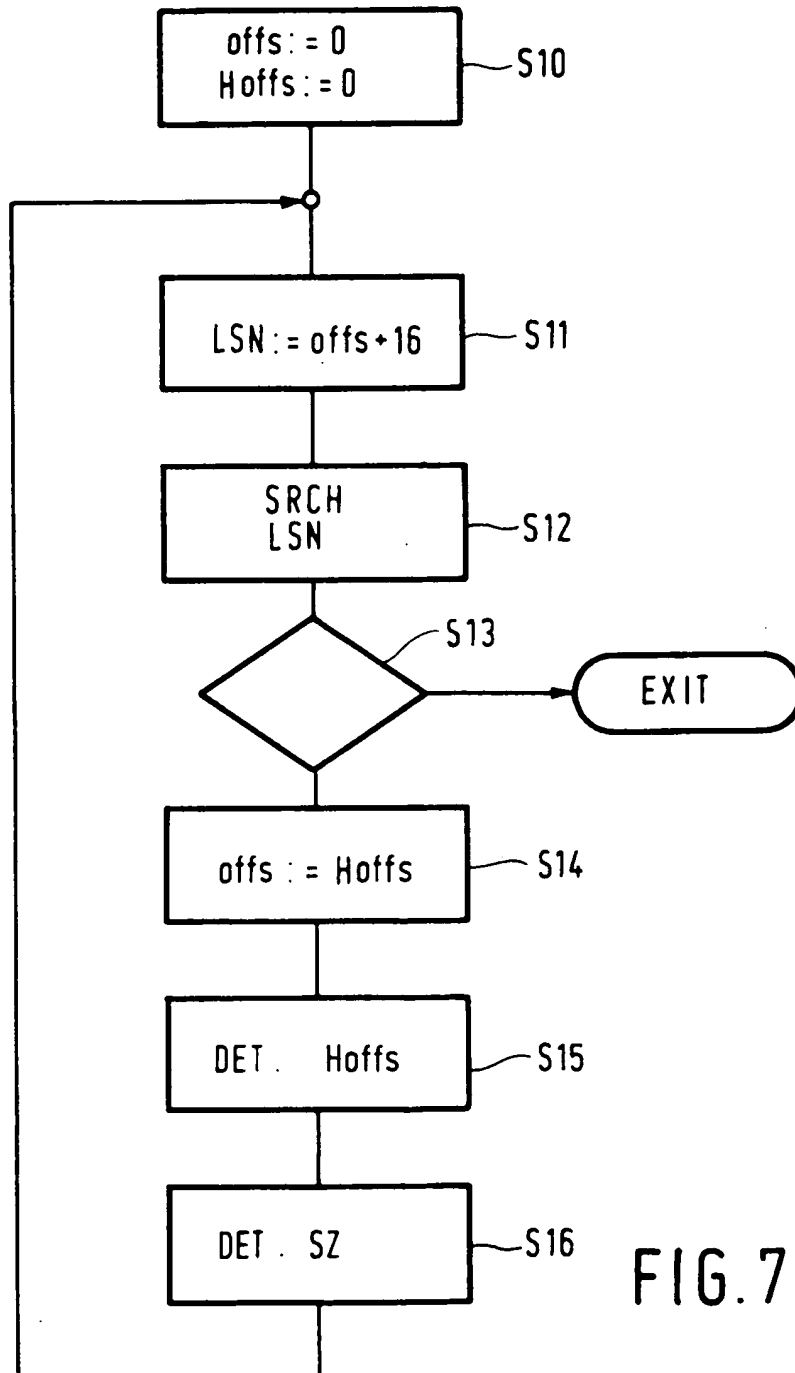 offs:=0
Hoffs:=0
S10
LSN:=offs+16
S11
SRCH
LSN
S12
S13
EXIT
offs := Hoffs
S14
DET. Hoffs
S15
DET. SZ
S16
FIG.7